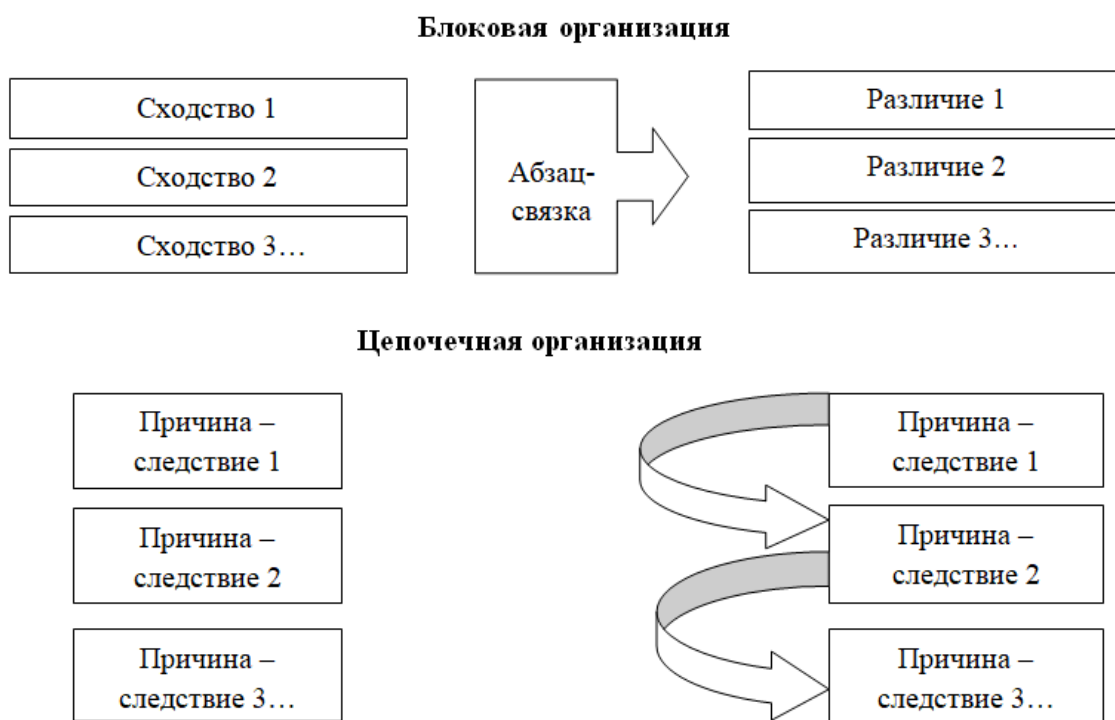 Блоковая организация
Сходство 1
Сходство 2
Сходство 3…
Абзац-
связка
Различие 1
Различие 2
Различие 3…
Цепочечная организация
Причина –
следствие 1
Причина –
следствие 2
Причина –
следствие 3…
Причина –
следствие 1
Причина –
следствие 2
Причина –
следствие 3…